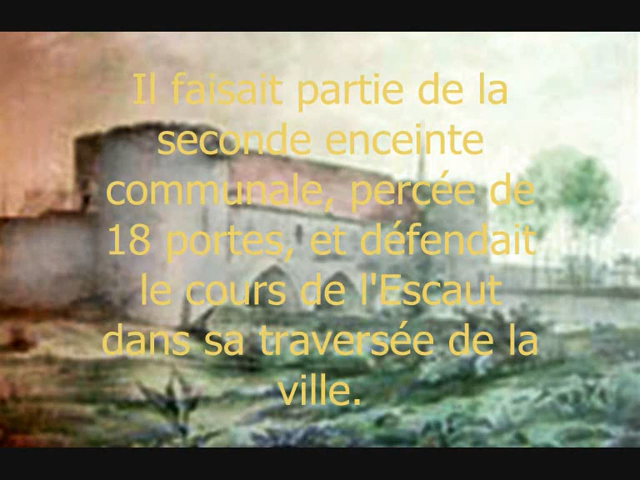 Il faisait partie de la
seconde enceinte
communale, percée de
18 portes, et défendait
le cours de l'Escaut
dans sa traversée de la
ville.